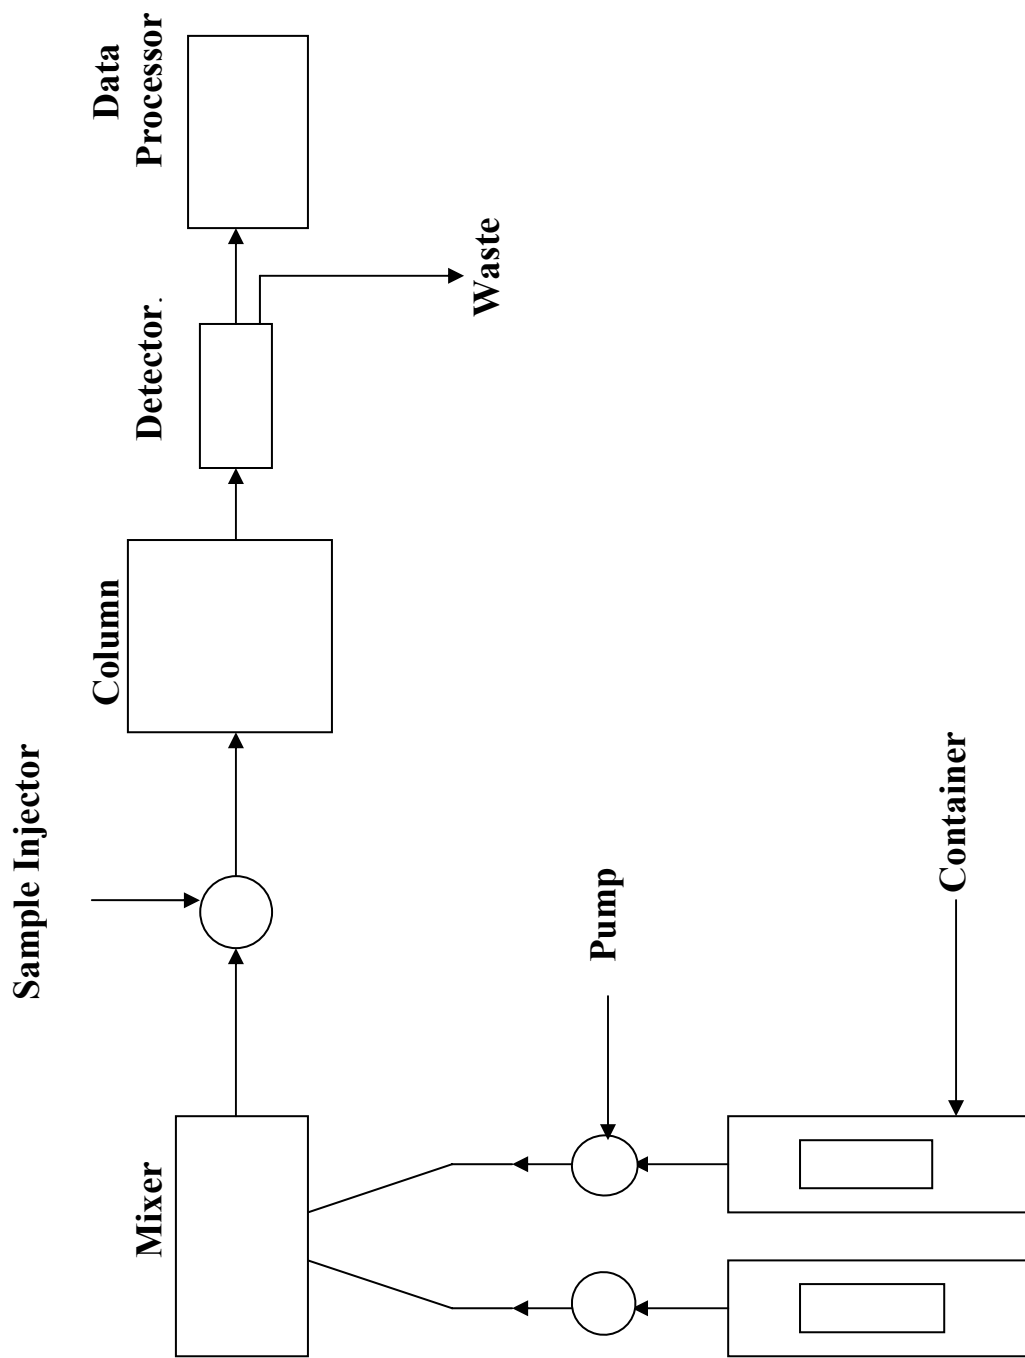 Sample Injector
Mixer
Column
Detector.
Data
Processor
Waste
Pump
Container